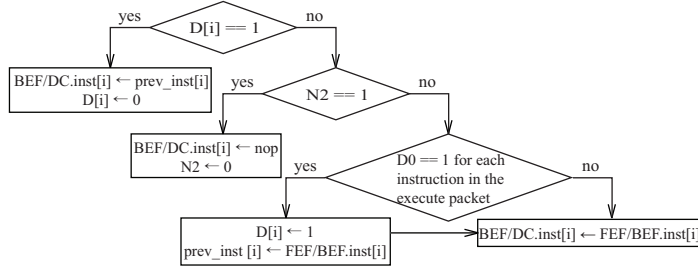 D[i] == 1
yes
no
BEF/DC.inst[i] ← prev_inst[i]
D[i] ← 0
N2 == 1
yes
no
BEF/DC.inst[i] ← nop
N2 ← 0
D0 == 1 for each
instruction in the
execute packet
yes
no
D[i] ← 1
prev_inst [i] ← FEF/BEF.inst[i]
BEF/DC.inst[i] ← FEF/BEF.inst[i]